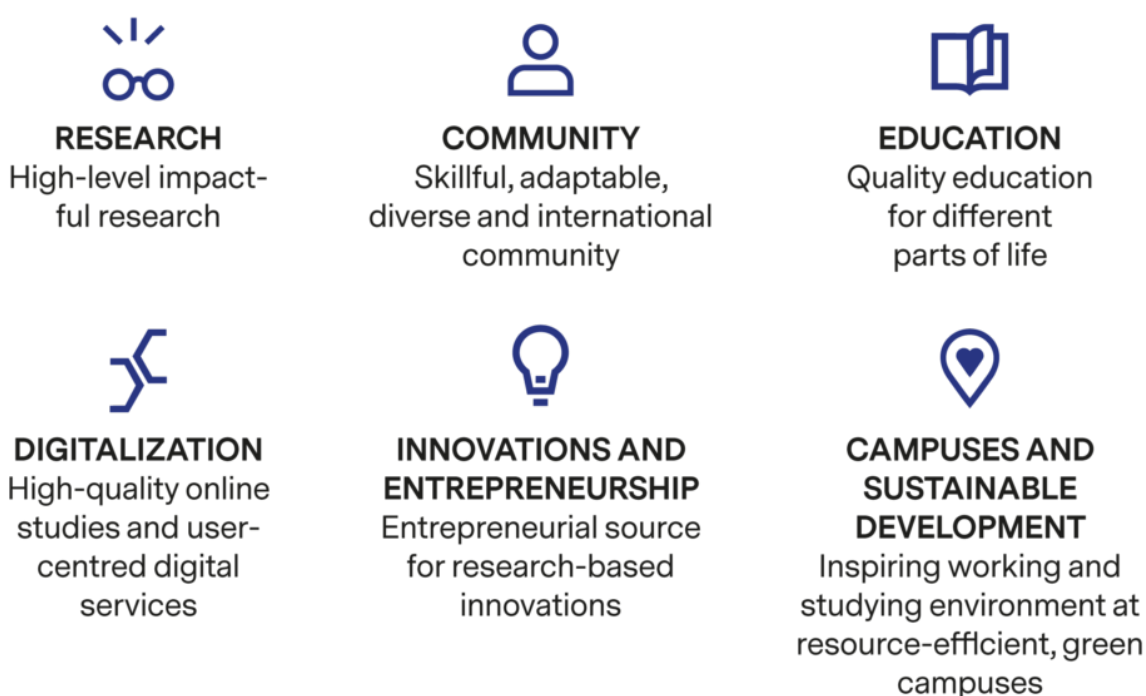 RESEARCH
High-level impact-
ful research
COMMUNITY
Skillful, adaptable,
diverse and international
community
EDUCATION
Quality education
for different
parts of life
DIGITALIZATION
High-quality online
studies and user-
centred digital
services
INNOVATIONS AND
ENTREPRENEURSHIP
Entrepreneurial source
for research-based
innovations
CAMPUSES AND
SUSTAINABLE
DEVELOPMENT
Inspiring working and
studying environment at
resource-efficient, green
campuses